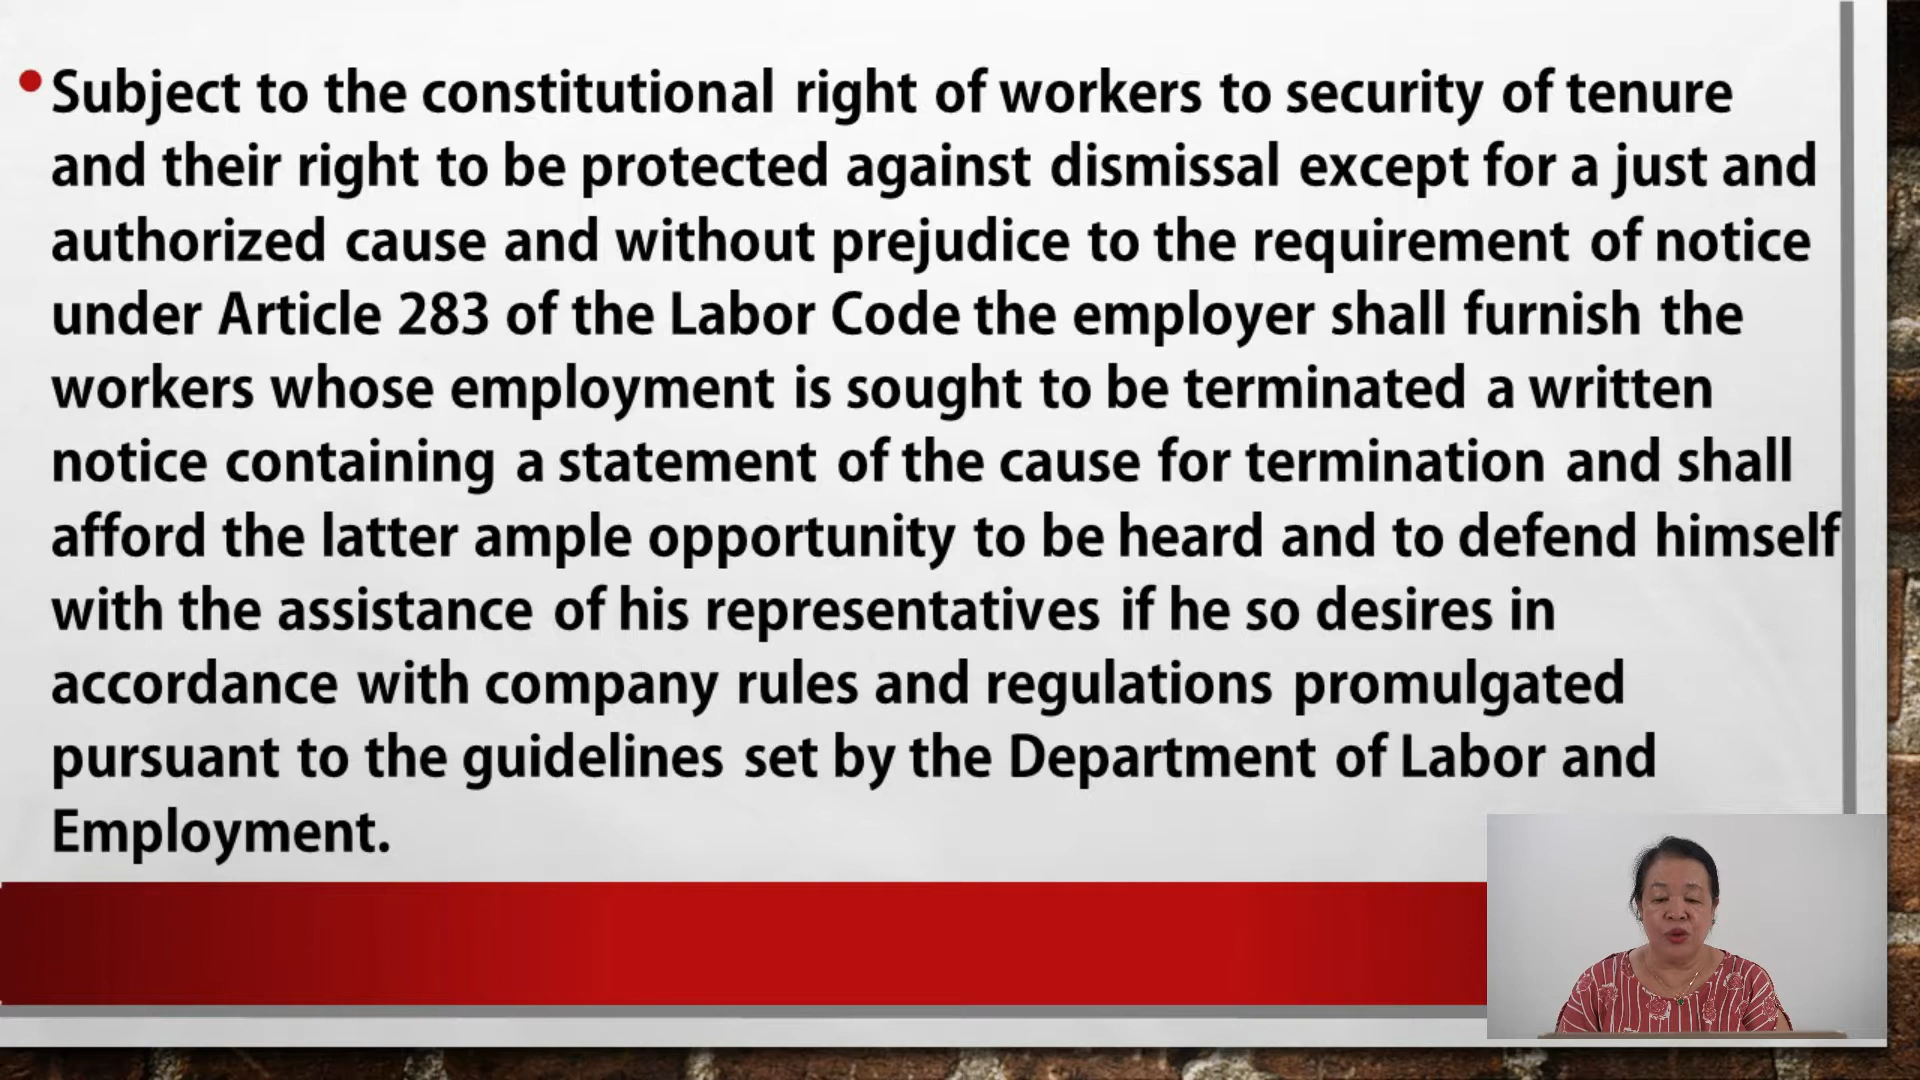 • Subject to the constitutional right of workers to security of tenure
and their right to be protected against dismissal except for a just and
authorized cause and without prejudice to the requirement of notice
under Article 283 of the Labor Code the employer shall furnish the
workers whose employment is sought to be terminated a written
notice containing a statement of the cause for termination and shall
afford the latter ample opportunity to be heard and to defend himself
with the assistance of his representatives if he so desires in
accordance with company rules and regulations promulgated
pursuant to the guidelines set by the Department of Labor and
Employment.